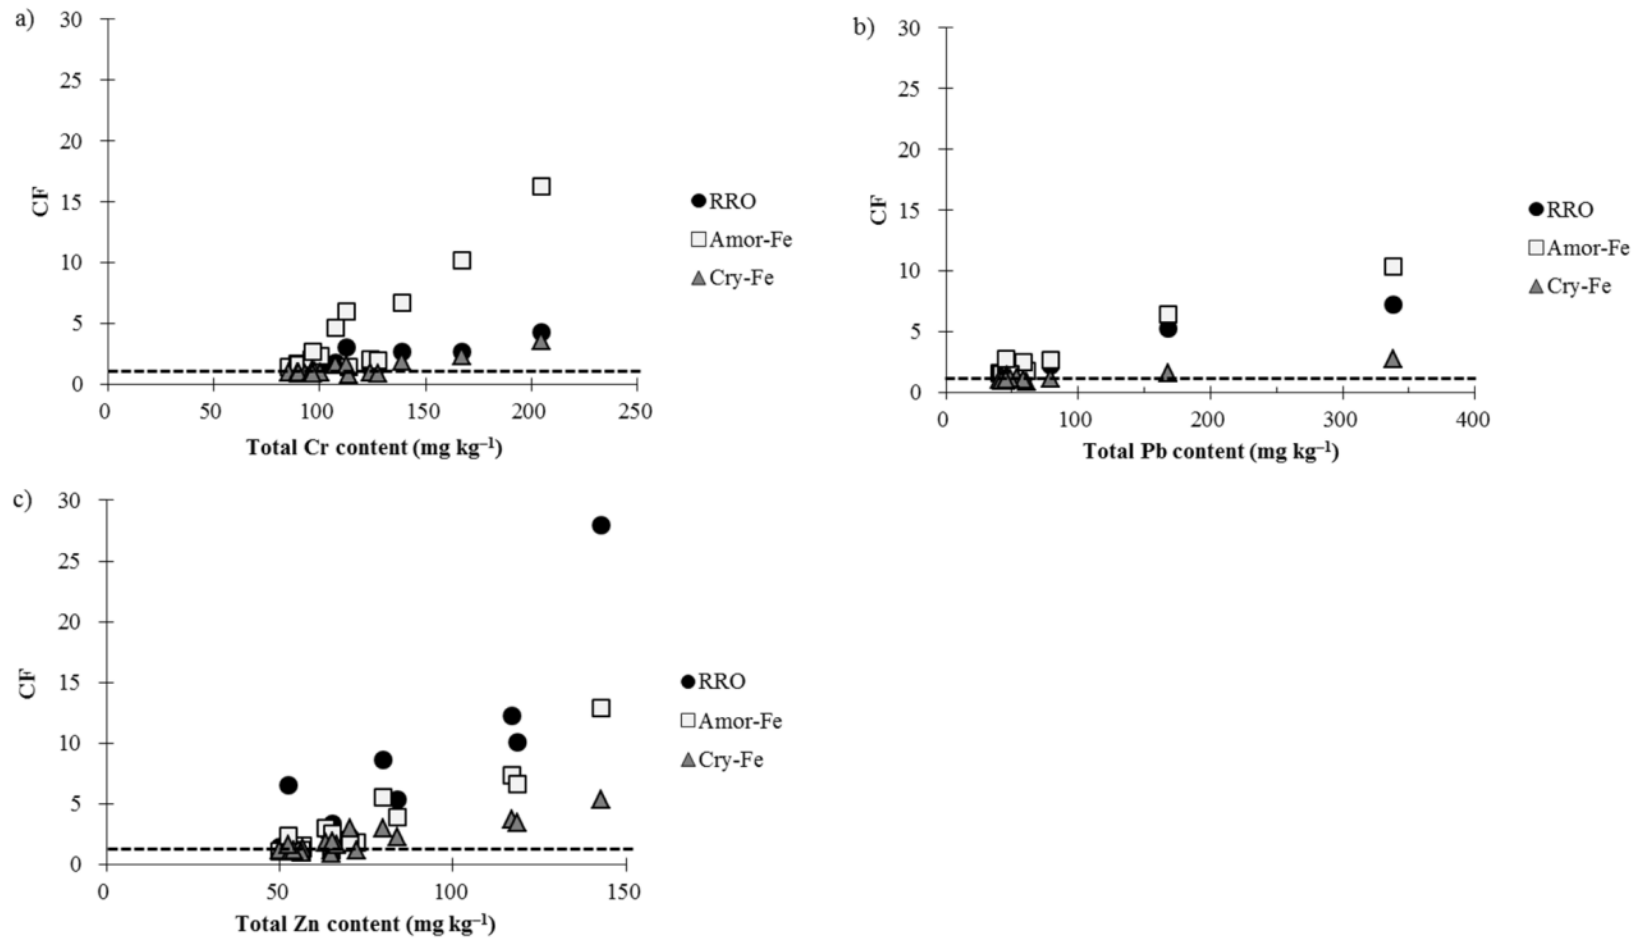 a)
30
25
20
15
10
5
0
CF
0 50 100 150 200 250
Total Cr content (mg kg⁻¹)
RRO
Amor-Fe
Cry-Fe
b)
30
25
20
15
10
5
0
CF
0 100 200 300 400
Total Pb content (mg kg⁻¹)
RRO
Amor-Fe
Cry-Fe
c)
30
25
20
15
10
5
0
CF
0 50 100 150
Total Zn content (mg kg⁻¹)
RRO
Amor-Fe
Cry-Fe